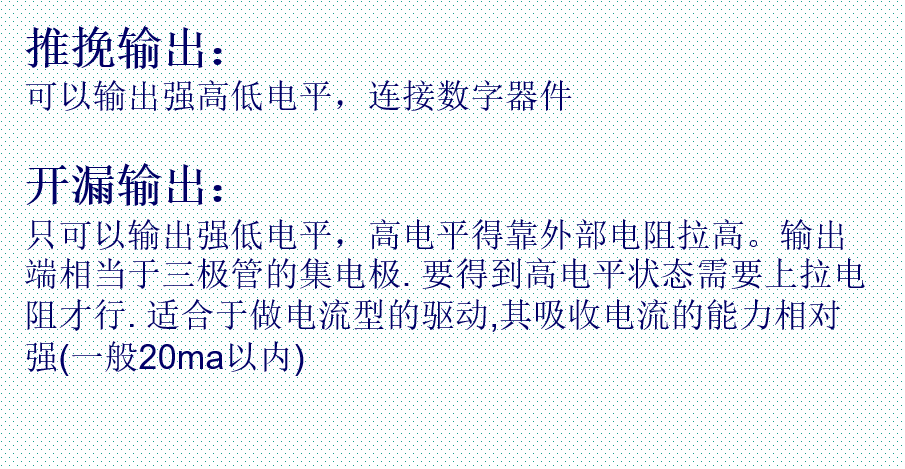 推挽输出：
可以输出强高低电平，连接数字器件
开漏输出：
只可以输出强低电平，高电平得靠外部电阻拉高。输出
端相当于三极管的集电极. 要得到高电平状态需要上拉电
阻才行. 适合于做电流型的驱动,其吸收电流的能力相对
强(一般20ma以内)